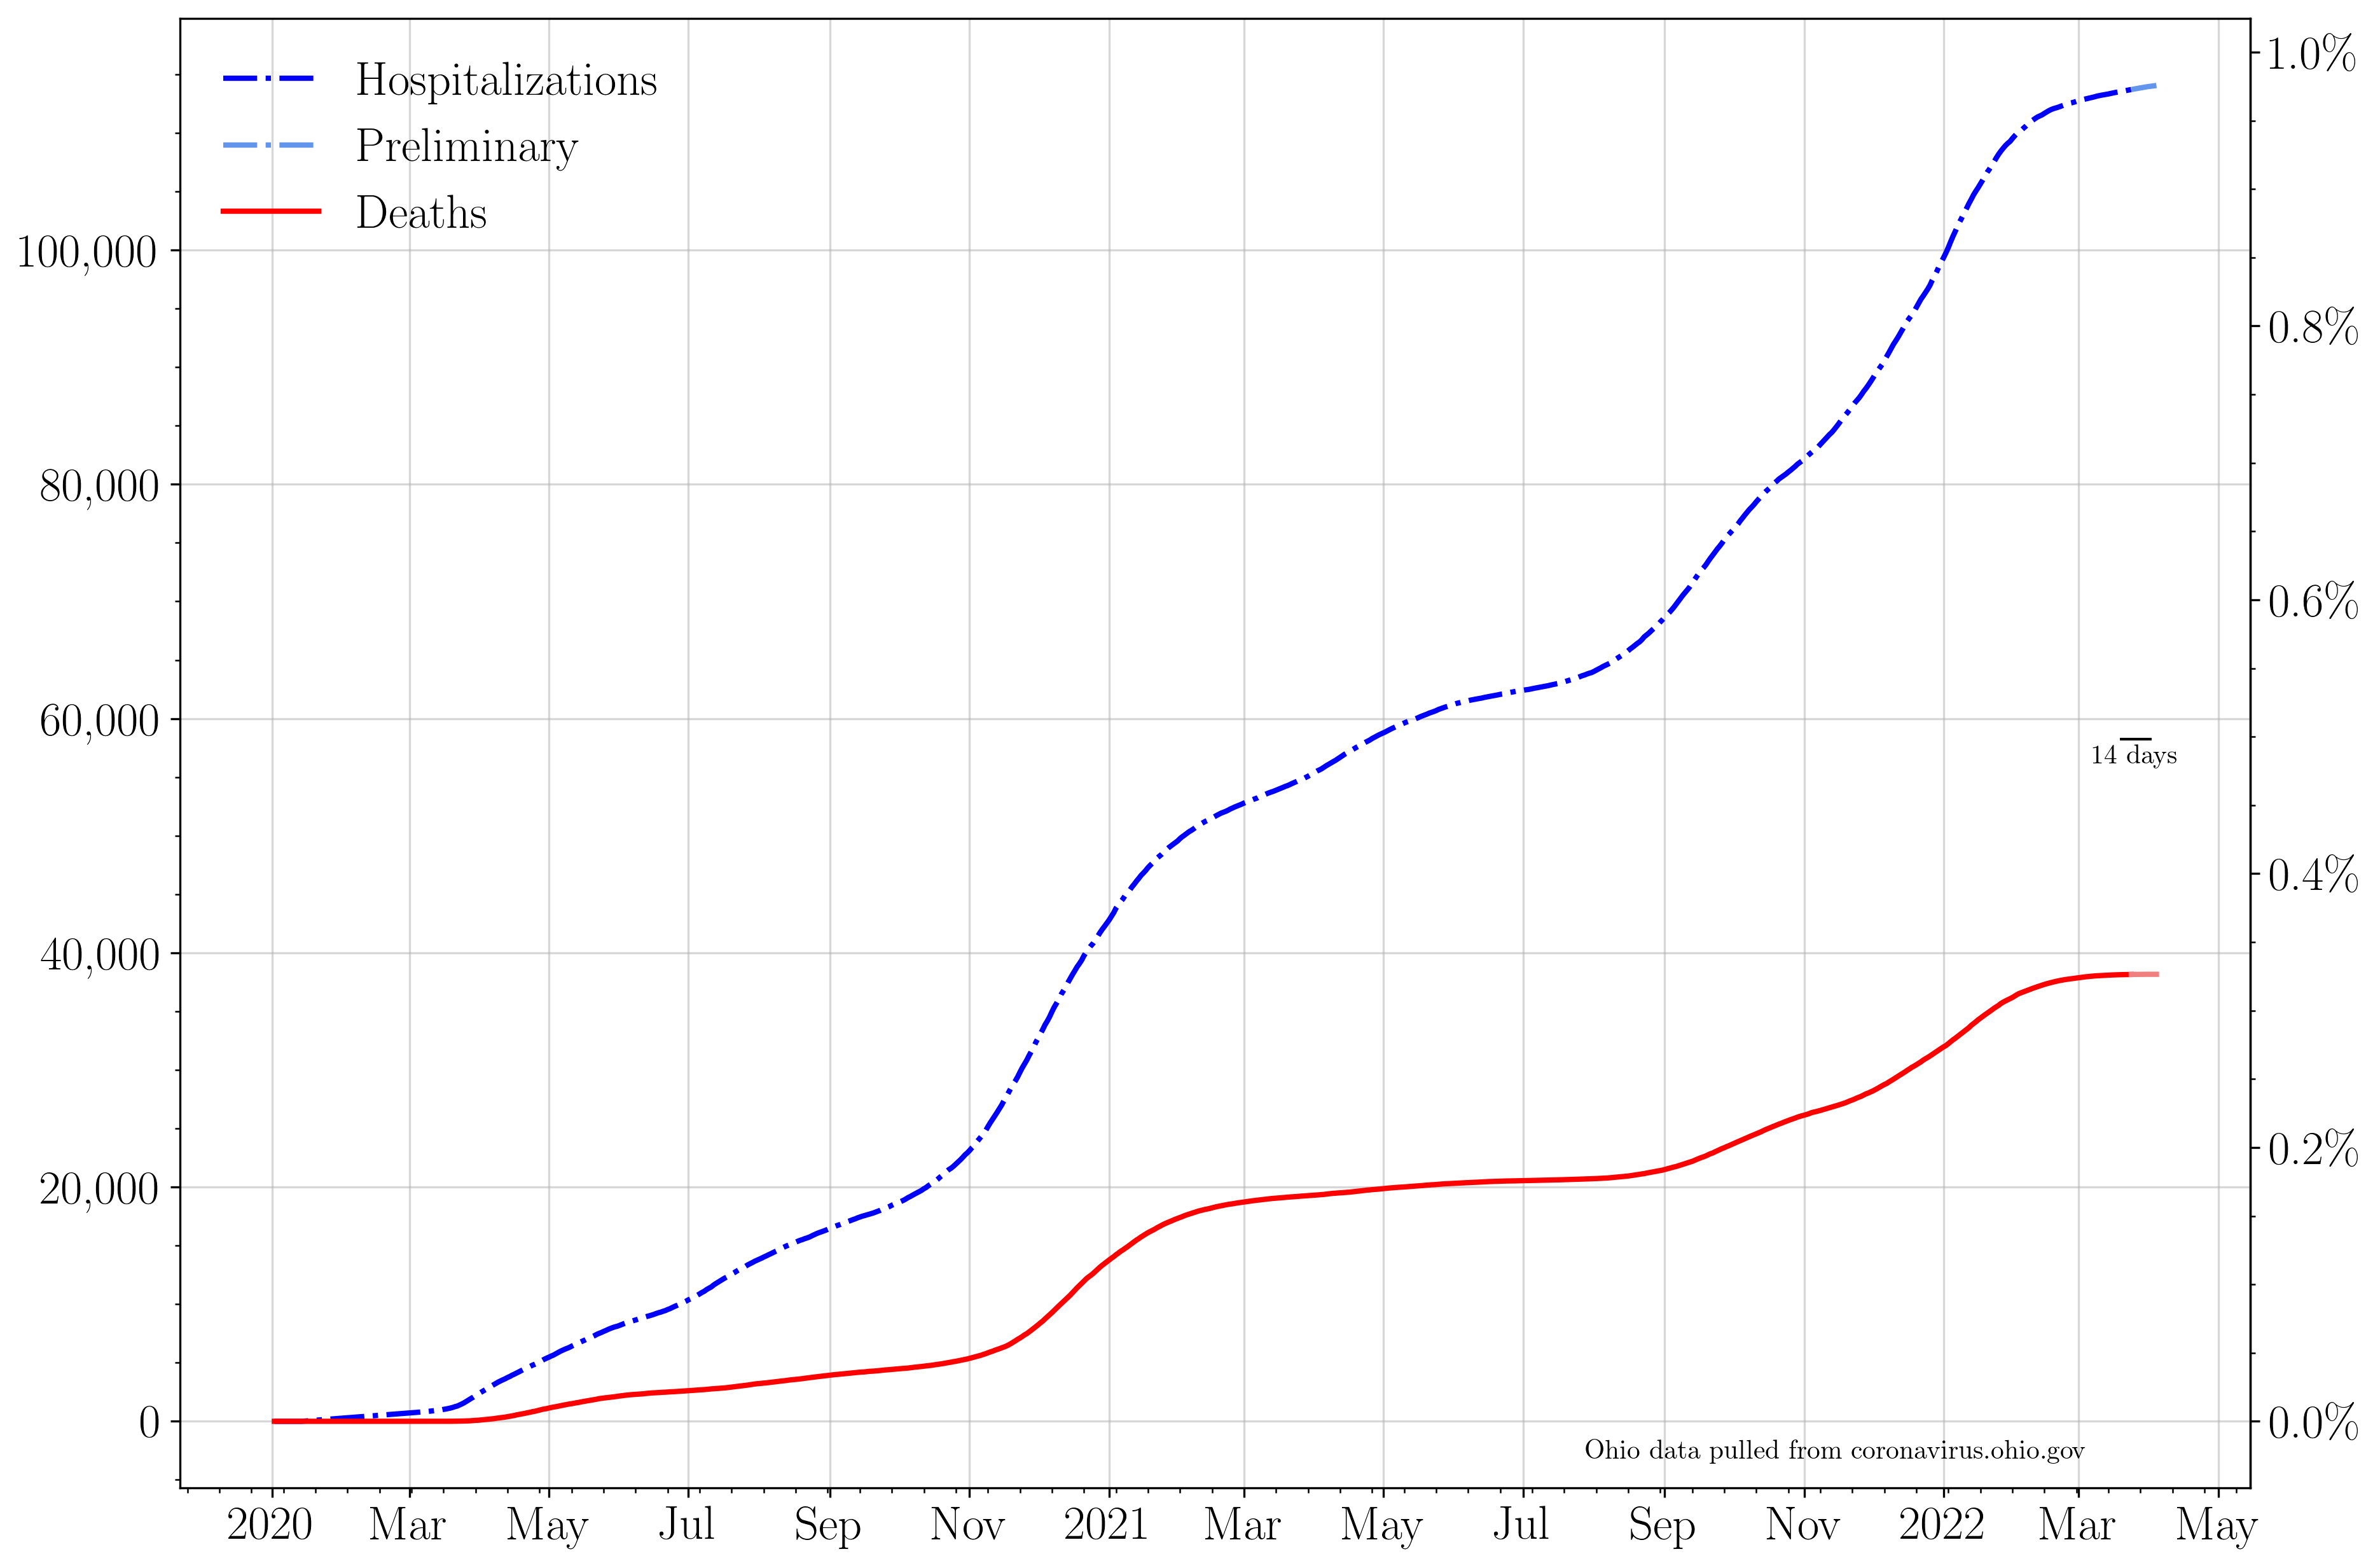 Hospitalizations
Preliminary
Deaths
100,000
80,000
60,000
40,000
20,000
0
1.0%
0.8%
0.6%
0.4%
0.2%
0.0%
14 days
Ohio data pulled from coronavirus.ohio.gov
2020 Mar May Jul Sep Nov 2021 Mar May Jul Sep Nov 2022 Mar May